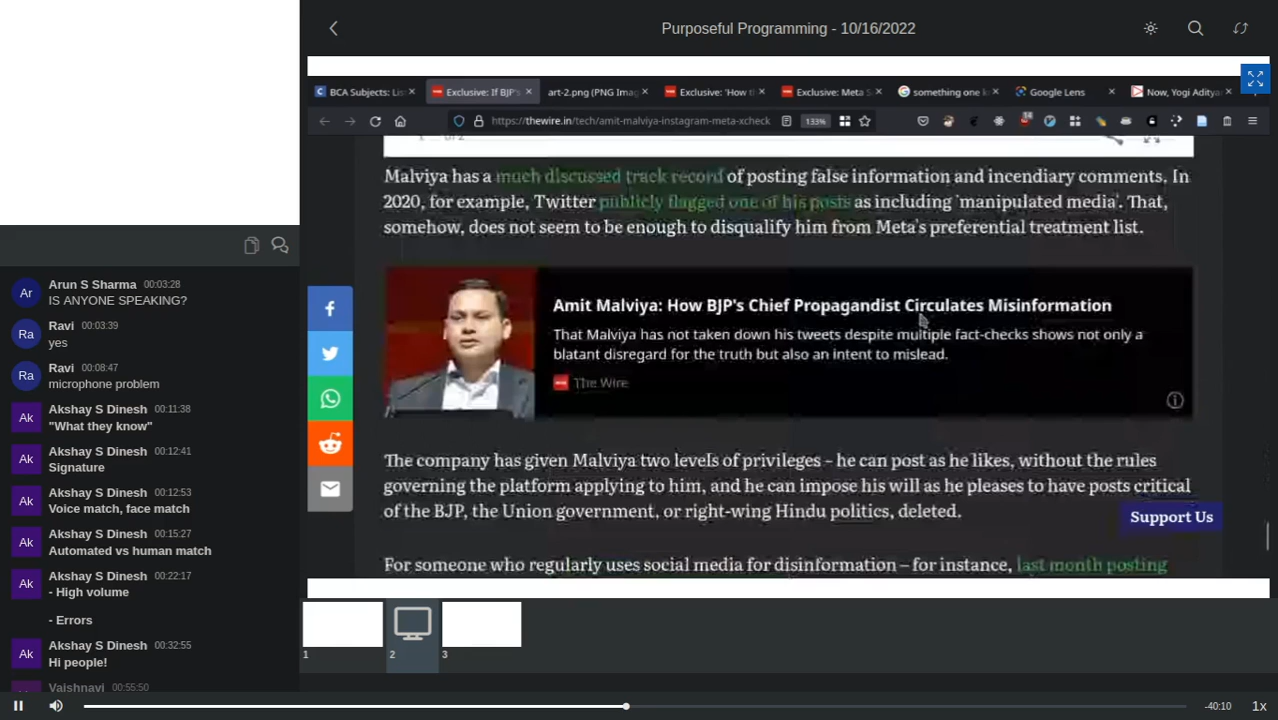 Purposeful Programming - 10/16/2022
BCA Subjects: Lis
Exclusive: If BJP's
art-2.png (PNG Imag
Exclusive: 'How t
Exclusive: Meta S
something one k
Google Lens
Now, Yogi Aditya
https://thewire.in/tech/amit-malviya-instagram-meta-xcheck
133%
Malviya has a much discussed track record of posting false information and incendiary comments. In
2020, for example, Twitter publicly flagged one of his posts as including 'manipulated media'. That,
somehow, does not seem to be enough to disqualify him from Meta's preferential treatment list.
Amit Malviya: How BJP's Chief Propagandist Circulates Misinformation
That Malviya has not taken down his tweets despite multiple fact-checks shows not only a
blatant disregard for the truth but also an intent to mislead.
The Wire
The company has given Malviya two levels of privileges – he can post as he likes, without the rules
governing the platform applying to him, and he can impose his will as he pleases to have posts critical
of the BJP, the Union government, or right-wing Hindu politics, deleted.
Support Us
For someone who regularly uses social media for disinformation – for instance, last month posting
Ar
Arun S Sharma 00:03:28
IS ANYONE SPEAKING?
Ra
Ravi 00:03:39
yes
Ra
Ravi 00:08:47
microphone problem
Ak
Akshay S Dinesh 00:11:38
"What they know"
Ak
Akshay S Dinesh 00:12:41
Signature
Ak
Akshay S Dinesh 00:12:53
Voice match, face match
Ak
Akshay S Dinesh 00:15:27
Automated vs human match
Ak
Akshay S Dinesh 00:22:17
- High volume
- Errors
Ak
Akshay S Dinesh 00:32:55
Hi people!
Vaishnavi 00:55:50
1
2
3
-40:10
1x